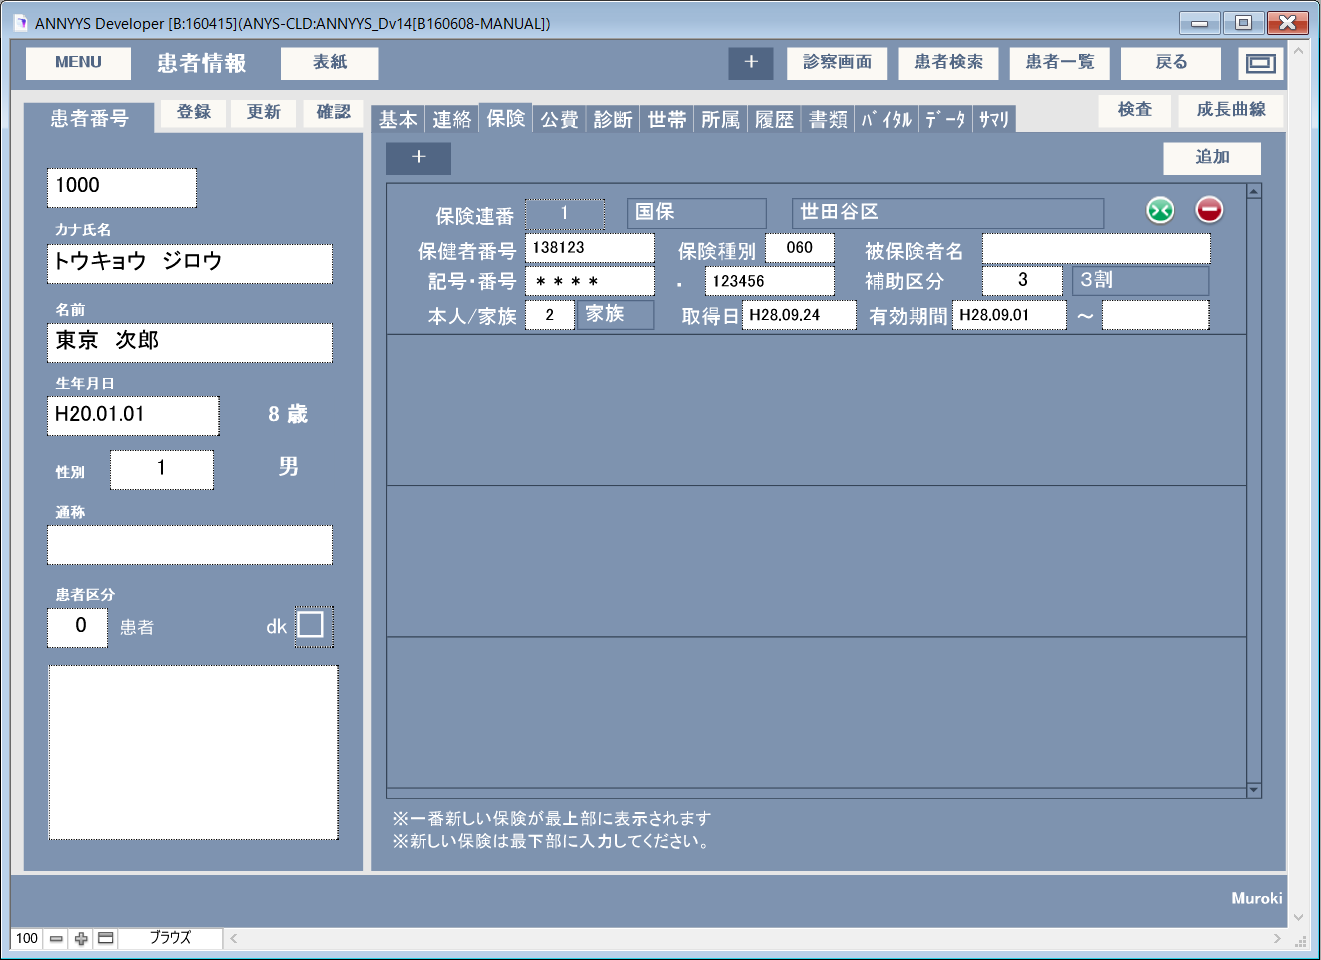 ANNYYS Developer [B:160415](ANYS-CLD:ANNYYS_Dv14[B160608-MANUAL])
MENU 患者情報 表紙 + 診察画面 患者検索 患者一覧 戻る
患者番号 登録 更新 確認
基本 連絡 保険 公費 診断 世帯 所属 履歴 書類 ﾊﾞｲﾀﾙ ﾃﾞｰﾀ ｻﾏﾘ 検査 成長曲線
+ 追加
1000
カナ氏名
トウキョウ ジロウ
名前
東京 次郎
生年月日
H20.01.01 8 歳
性別 1 男
通称
患者区分
0 患者 dk
保険連番 1 国保 世田谷区
保健者番号 138123 保険種別 060 被保険者名
記号・番号 ＊＊＊＊ . 123456 補助区分 3 3割
本人/家族 2 家族 取得日 H28.09.24 有効期間 H28.09.01 ～
※一番新しい保険が最上部に表示されます
※新しい保険は最下部に入力してください。
Muroki
100 ブラウズ